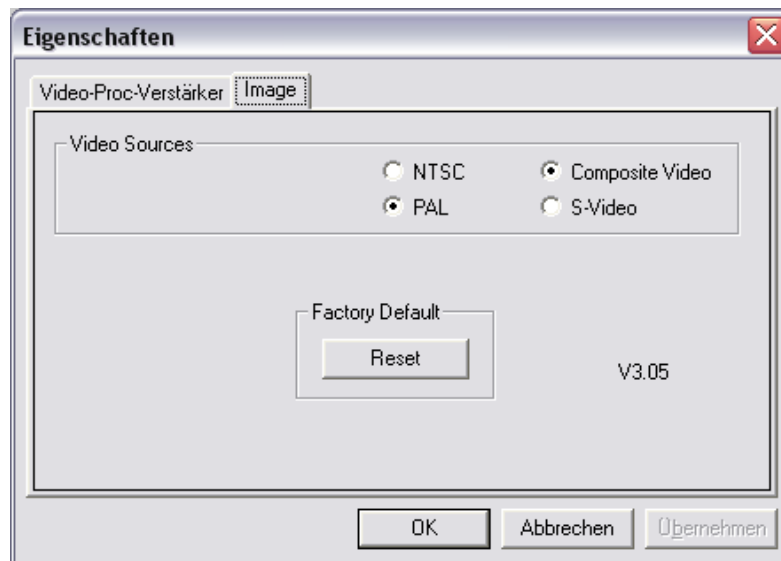 Eigenschaften
Video-Proc-Verstärker Image
Video Sources
NTSC Composite Video
PAL S-Video
Factory Default
Reset
V3.05
OK Abbrechen Übernehmen